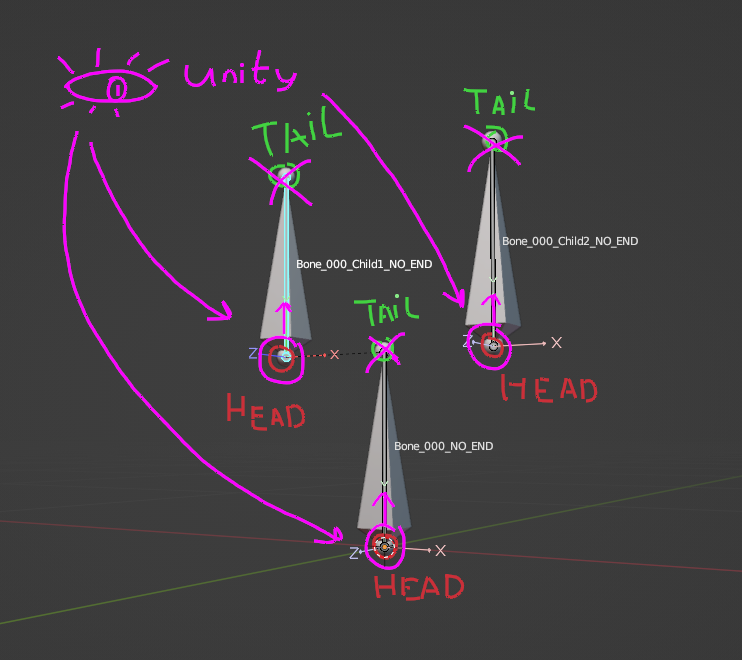 unity
TAiL
TAiL
Bone_000_Child2_NO_END
Bone_000_Child1_NO_END
TAiL
Z X
Z X
HEAD
HEAD
Bone_000_NO_END
Z X
HEAD